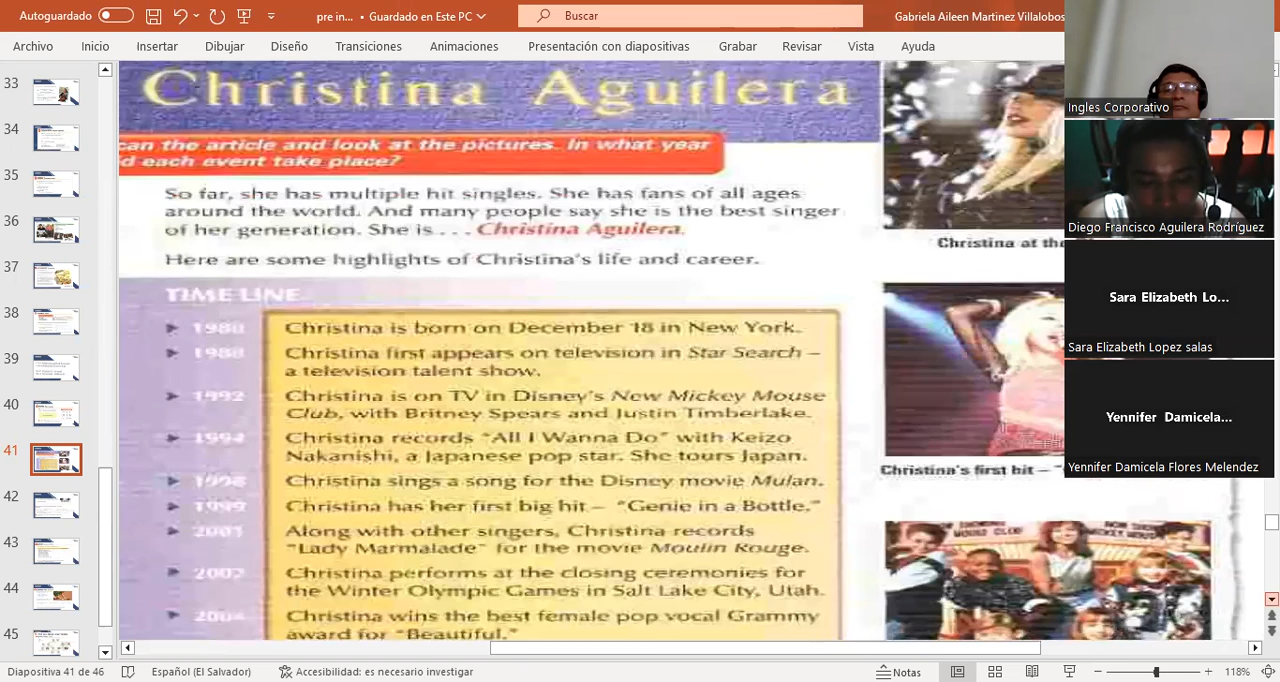 Autoguardado
pre in... • Guardado en Este PC
Buscar
Gabriela Aileen Martinez Villalobos
Archivo
Inicio
Insertar
Dibujar
Diseño
Transiciones
Animaciones
Presentación con diapositivas
Grabar
Revisar
Vista
Ayuda
33
34
35
36
37
38
39
40
41
42
43
44
45
Christin Aguilera
can the article and look at the pictures. In what year
d each event take place?
So far, she has multiple hit singles. She has fans of all ages
around the world. And many people say she is the best singer
of her generation. She is . . . Christina Aguilera.
Here are some highlights of Christina's life and career.
TIME LINE
1980 Christina is born on December 18 in New York.
1988 Christina first appears on television in Star Search –
a television talent show.
1992 Christina is on TV in Disney's New Mickey Mouse
Club, with Britney Spears and Justin Timberlake.
1994 Christina records "All I Wanna Do" with Keizo
Nakanishi, a Japanese pop star. She tours Japan.
1998 Christina sings a song for the Disney movie Mulan.
1999 Christina has her first big hit – "Genie in a Bottle."
2001 Along with other singers, Christina records
"Lady Marmalade" for the movie Moulin Rouge.
2002 Christina performs at the closing ceremonies for
the Winter Olympic Games in Salt Lake City, Utah.
2004 Christina wins the best female pop vocal Grammy
award for "Beautiful."
Christina at the
Christina's first hit – "
Ingles Corporativo
Diego Francisco Aguilera Rodríguez
Sara Elizabeth Lo...
Sara Elizabeth Lopez salas
Yennifer Damicela...
Yennifer Damicela Flores Melendez
Diapositiva 41 de 46
Español (El Salvador)
Accesibilidad: es necesario investigar
Notas
118%